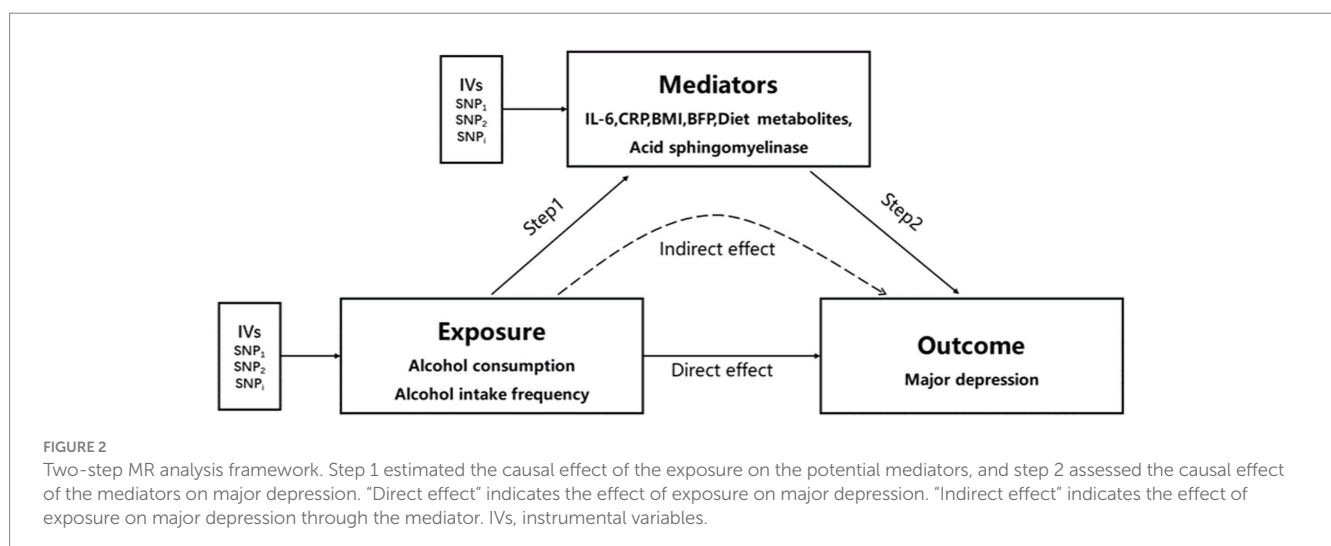 IVs
SNP₁
SNP₂
SNPᵢ
Mediators
IL-6,CRP,BMI,BFP,Diet metabolites,
Acid sphingomyelinase
Step1
Step2
Indirect effect
IVs
SNP₁
SNP₂
SNPᵢ
Exposure
Alcohol consumption
Alcohol intake frequency
Direct effect
Outcome
Major depression
FIGURE 2
Two-step MR analysis framework. Step 1 estimated the causal effect of the exposure on the potential mediators, and step 2 assessed the causal effect
of the mediators on major depression. “Direct effect” indicates the effect of exposure on major depression. “Indirect effect” indicates the effect of
exposure on major depression through the mediator. IVs, instrumental variables.